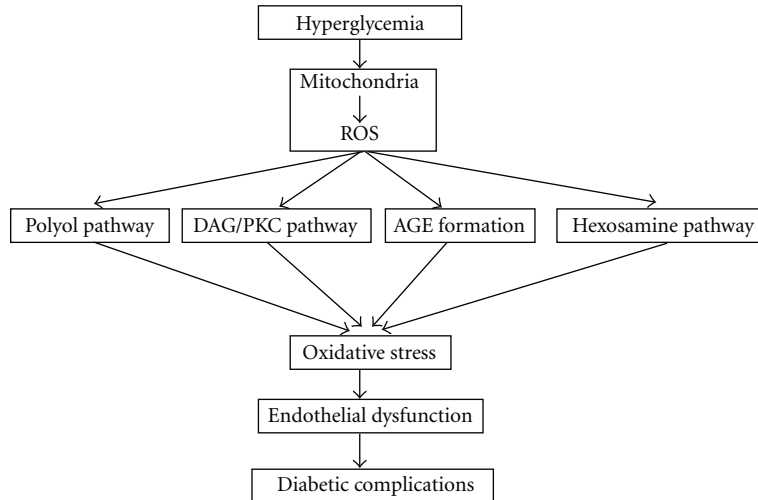 Hyperglycemia
Mitochondria
ROS
Polyol pathway
DAG/PKC pathway
AGE formation
Hexosamine pathway
Oxidative stress
Endothelial dysfunction
Diabetic complications